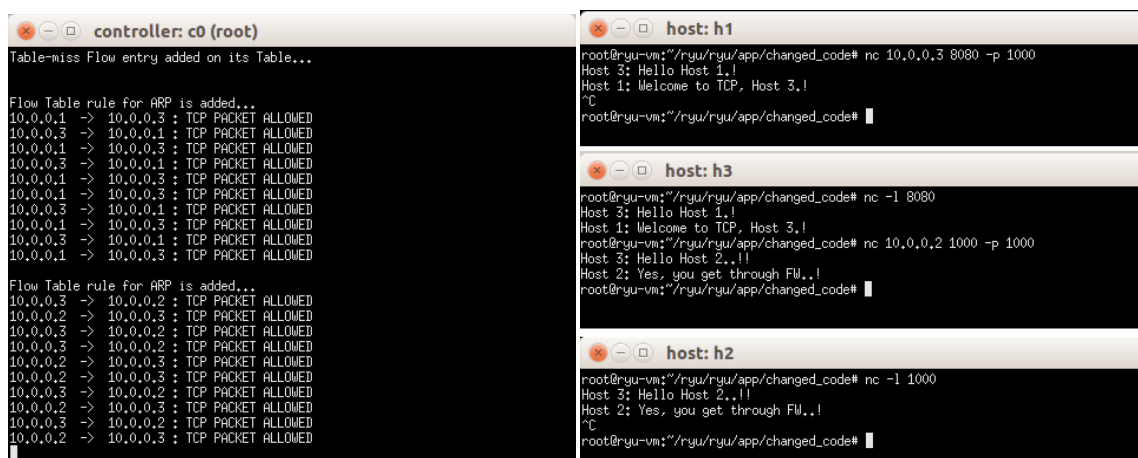 controller: c0 (root)
Table-miss Flow entry added on its Table...
Flow Table rule for ARP is added...
10.0.0.1 -> 10.0.0.3 : TCP PACKET ALLOWED
10.0.0.3 -> 10.0.0.1 : TCP PACKET ALLOWED
10.0.0.1 -> 10.0.0.3 : TCP PACKET ALLOWED
10.0.0.3 -> 10.0.0.1 : TCP PACKET ALLOWED
10.0.0.1 -> 10.0.0.3 : TCP PACKET ALLOWED
10.0.0.1 -> 10.0.0.3 : TCP PACKET ALLOWED
10.0.0.3 -> 10.0.0.1 : TCP PACKET ALLOWED
10.0.0.1 -> 10.0.0.3 : TCP PACKET ALLOWED
10.0.0.3 -> 10.0.0.1 : TCP PACKET ALLOWED
10.0.0.1 -> 10.0.0.3 : TCP PACKET ALLOWED
Flow Table rule for ARP is added...
10.0.0.3 -> 10.0.0.2 : TCP PACKET ALLOWED
10.0.0.2 -> 10.0.0.3 : TCP PACKET ALLOWED
10.0.0.3 -> 10.0.0.2 : TCP PACKET ALLOWED
10.0.0.3 -> 10.0.0.2 : TCP PACKET ALLOWED
10.0.0.2 -> 10.0.0.3 : TCP PACKET ALLOWED
10.0.0.2 -> 10.0.0.3 : TCP PACKET ALLOWED
10.0.0.3 -> 10.0.0.2 : TCP PACKET ALLOWED
10.0.0.2 -> 10.0.0.3 : TCP PACKET ALLOWED
10.0.0.3 -> 10.0.0.2 : TCP PACKET ALLOWED
10.0.0.2 -> 10.0.0.3 : TCP PACKET ALLOWED
host: h1
root@ryu-vm:~/ryu/ryu/app/changed_code# nc 10.0.0.3 8080 -p 1000
Host 3: Hello Host 1.!
Host 1: Welcome to TCP, Host 3.!
^C
root@ryu-vm:~/ryu/ryu/app/changed_code#
host: h3
root@ryu-vm:~/ryu/ryu/app/changed_code# nc -l 8080
Host 3: Hello Host 1.!
Host 1: Welcome to TCP, Host 3.!
root@ryu-vm:~/ryu/ryu/app/changed_code# nc 10.0.0.2 1000 -p 1000
Host 3: Hello Host 2..!!
Host 2: Yes, you get through FW..!
root@ryu-vm:~/ryu/ryu/app/changed_code#
host: h2
root@ryu-vm:~/ryu/ryu/app/changed_code# nc -l 1000
Host 3: Hello Host 2..!!
Host 2: Yes, you get through FW..!
^C
root@ryu-vm:~/ryu/ryu/app/changed_code#